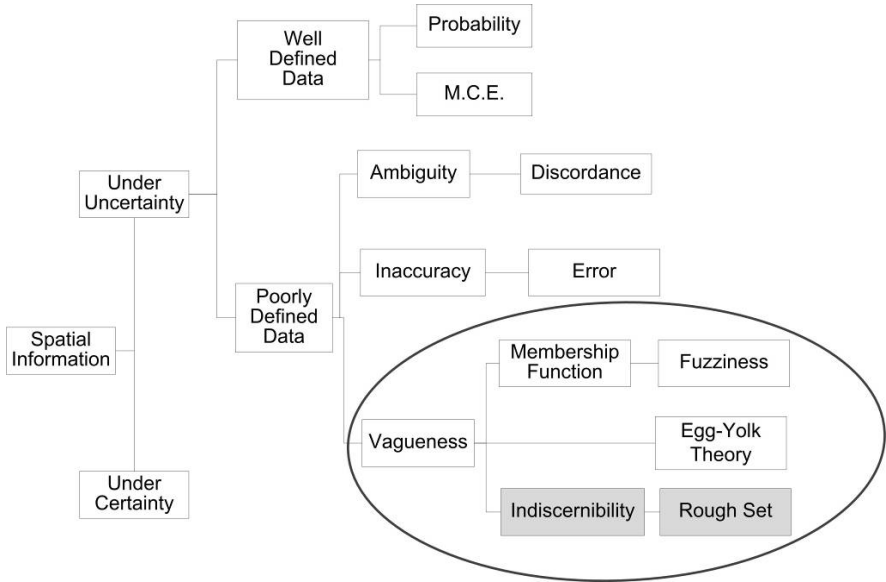 Well
Defined
Data
Probability
M.C.E.
Under
Uncertainty
Ambiguity
Discordance
Inaccuracy
Error
Poorly
Defined
Data
Spatial
Information
Membership
Function
Fuzziness
Vagueness
Egg-Yolk
Theory
Under
Certainty
Indiscernibility
Rough Set